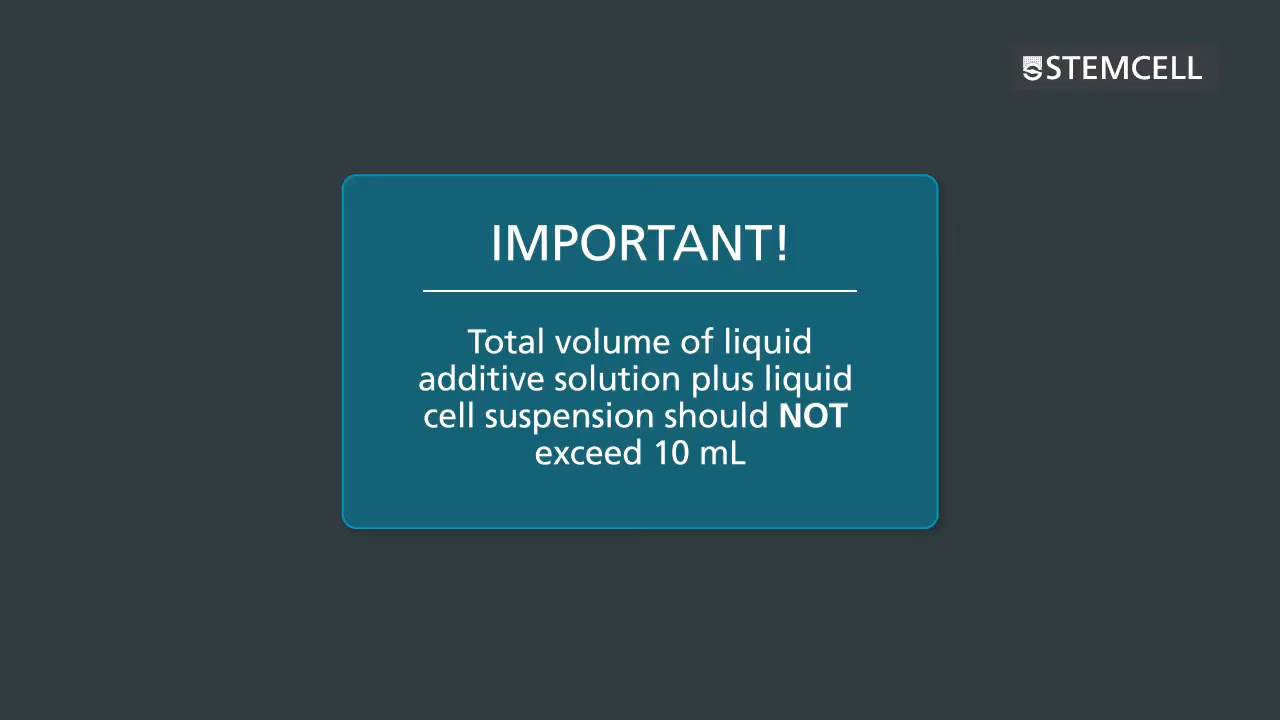 STEMCELL
IMPORTANT!
Total volume of liquid
additive solution plus liquid
cell suspension should NOT
exceed 10 mL